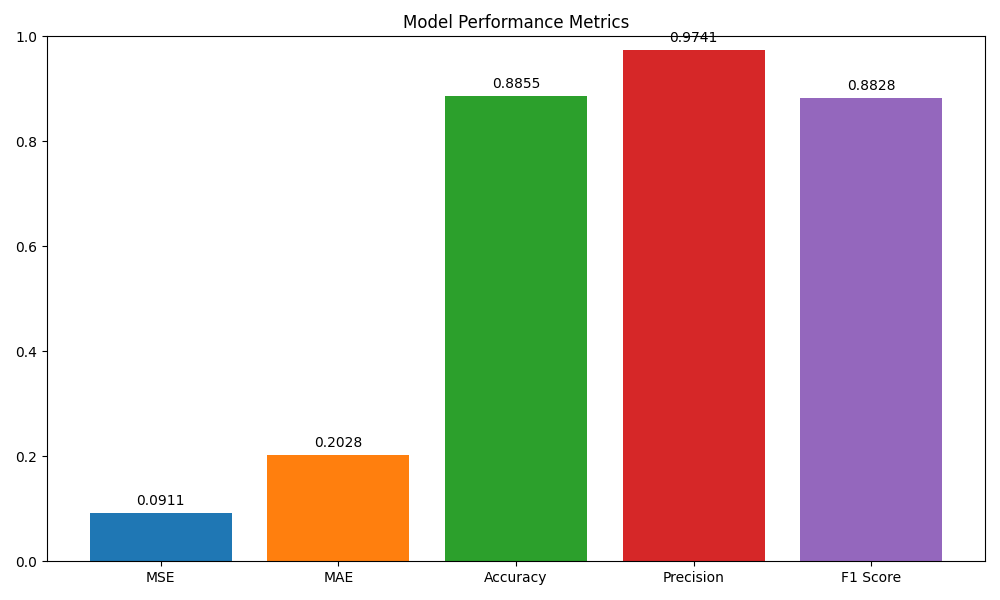 Model Performance Metrics
1.0
0.8
0.6
0.4
0.2
0.0
0.0911
0.2028
0.8855
0.9741
0.8828
MSE
MAE
Accuracy
Precision
F1 Score